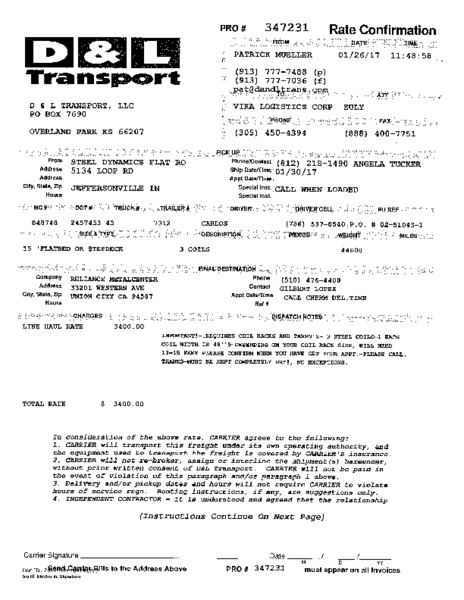 PRO # 347231 Rate Confirmation
FROM DATE TIME
D&L
Transport
PATRICK MUELLER 01/26/17 11:48:58
(913) 777-7488 (p)
(913) 777-7036 (f)
pat@dandltrans.com
TO ATT
D & L TRANSPORT, LLC
PO BOX 7690
OVERLAND PARK KS 66207
VIKA LOGISTICS CORP ZULY
PHONE FAX
(305) 450-4394 (888) 400-7751
PICK UP
From STEEL DYNAMICS FLAT RO Phone/Contact (812) 218-1490 ANGELA TUCKER
Address 5134 LOOP RD Ship Date/Time 01/30/17
Address Appt Date/Time
City, State, Zip JEFFERSONVILLE IN Special Inst. CALL WHEN LOADED
Hours Special Inst.
MC# DOT# TRUCK# TRAILER# DRIVER DRIVER CELL PU REF
848748 2457433 43 CARLOS (786) 597-0540 P.O. # 02-51043-1
SIZE & TYPE DESCRIPTION PIECES WEIGHT MILES
35 'FLATBED OR STEPDECK 3 COILS 44600
FINAL DESTINATION
Company RELIANCE METALCENTER Phone (510) 476-4400
Address 33201 WESTERN AVE Contact GILBERT LOPES
City, State, Zip UNION CITY CA 94587 Appt Date/Time CALL CHERM DEL.TIME
Hours Ref #
CHARGES DISPATCH NOTES
LINE HAUL RATE 3400.00
IMPORTANT!-REQUIRES COIL RACKS AND TARPS'S- 3 STEEL COILS-1 EACH
COIL WIDTH IS 48''S-DEPENDING ON YOUR COIL RACK SIZE, WILL NEED
12-15 PLEASE CONFIRM WHEN YOU HAVE SET YOUR APPT.-PLEASE CALL,
THANKS-MUST BE KEPT COMPLETELY DRY!, NO EXCEPTIONS.
TOTAL RATE $ 3400.00
In consideration of the above rate, CARRIER agrees to the following:
1. CARRIER will transport this freight under its own operating authority, and
the equipment used to transport the freight is covered by CARRIER'S insurance.
2. CARRIER will not re-broker, assign or interline the shipment(s) hereunder,
without prior written consent of D&L Transport. CARRIER will not be paid in
the event of violation of this paragraph and/or paragraph 1 above.
3. Delivery and/or pickup dates and hours will not require CARRIER to violate
hours of service regs. Routing instructions, if any, are suggestions only.
4. INDEPENDENT CONTRACTOR - it is understood and agreed that the relationship
(Instructions Continue On Next Page)
Carrier Signature Date / /
M D YY
Send Carrier Bills to the Address Above PRO # 347231 must appear on all Invoices